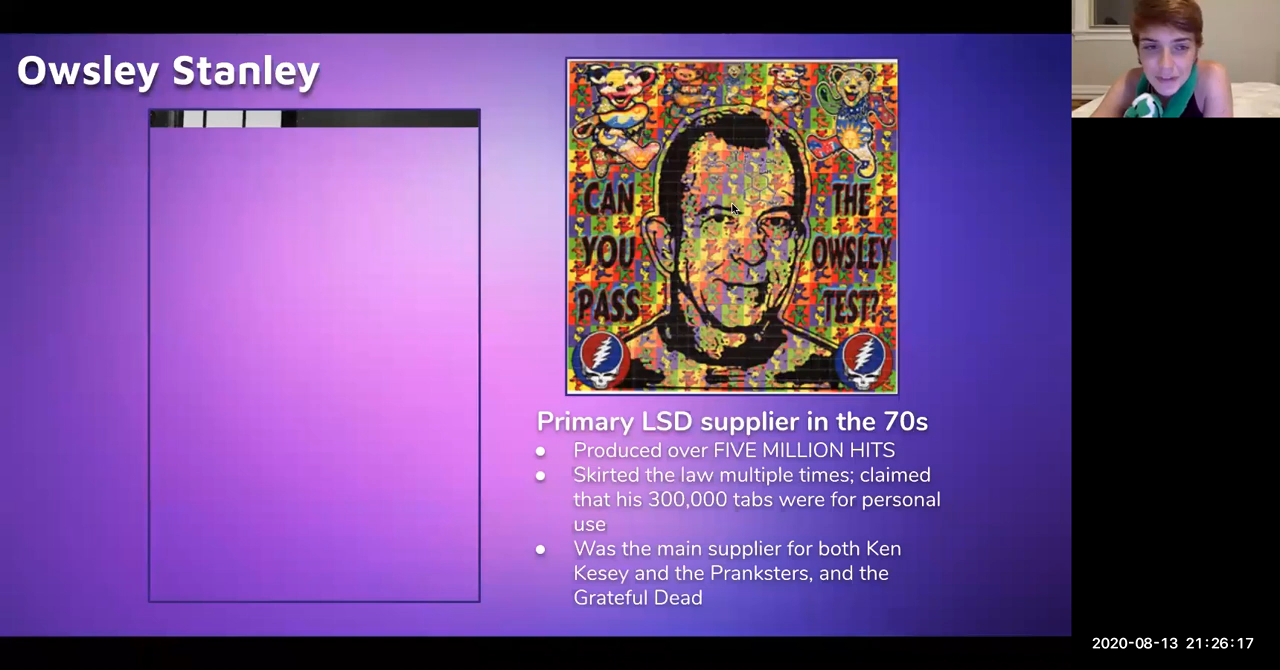 Owsley Stanley
CAN THE
YOU OWSLEY
PASS TEST?
Primary LSD supplier in the 70s
● Produced over FIVE MILLION HITS
● Skirted the law multiple times; claimed
that his 300,000 tabs were for personal
use
● Was the main supplier for both Ken
Kesey and the Pranksters, and the
Grateful Dead
2020-08-13 21:26:17